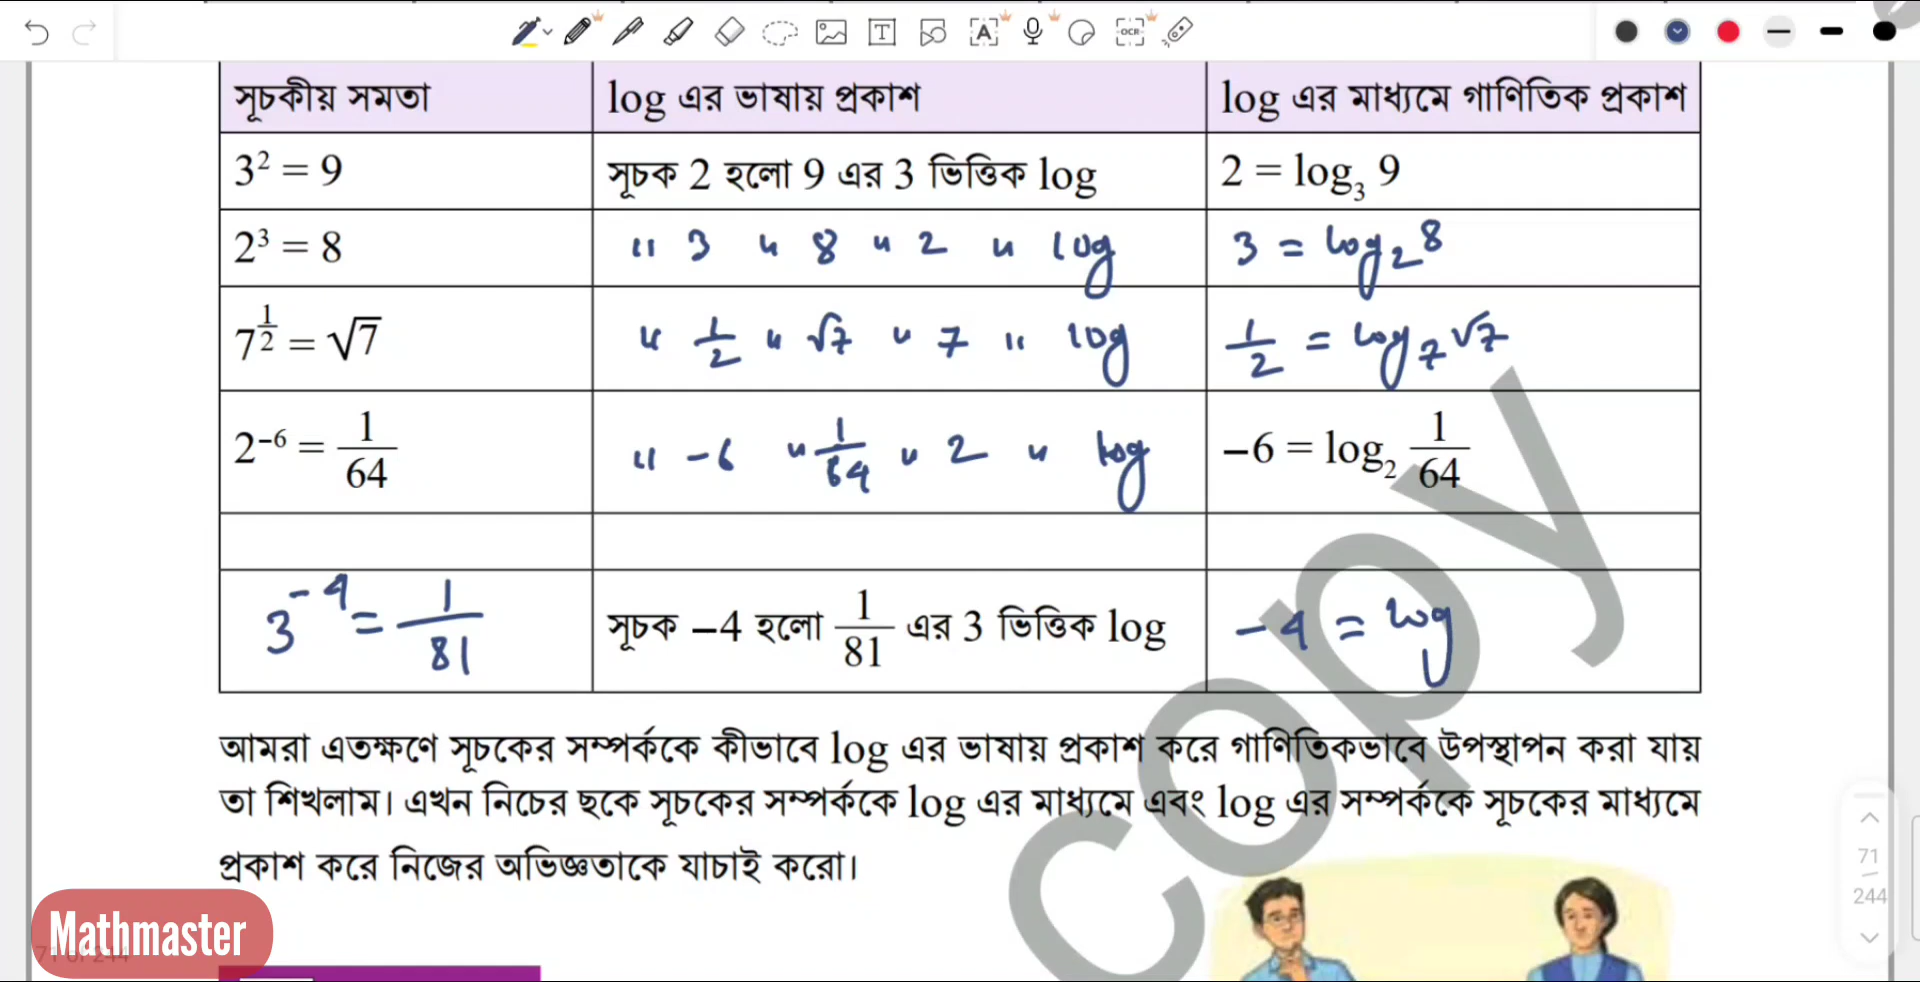 OCR
সূচকীয় সমতা log এর ভাষায় প্রকাশ log এর মাধ্যমে গাণিতিক প্রকাশ
3² = 9 সূচক 2 হলো 9 এর 3 ভিত্তিক log 2 = log₃ 9
2³ = 8 " 3 " 8 " 2 " log 3 = log₂ 8
7^(1/2) = √7 " 1/2 " √7 " 7 " log 1/2 = log₇ √7
2⁻⁶ = 1/64 " -6 " 1/64 " 2 " log −6 = log₂ 1/64
3⁻⁴ = 1/81 সূচক −4 হলো 1/81 এর 3 ভিত্তিক log -4 = log
আমরা এতক্ষণে সূচকের সম্পর্ককে কীভাবে log এর ভাষায় প্রকাশ করে গাণিতিকভাবে উপস্থাপন করা যায়
তা শিখলাম। এখন নিচের ছকে সূচকের সম্পর্ককে log এর মাধ্যমে এবং log এর সম্পর্ককে সূচকের মাধ্যমে
প্রকাশ করে নিজের অভিজ্ঞতাকে যাচাই করো।
copy
71
244
Mathmaster
71 of 244